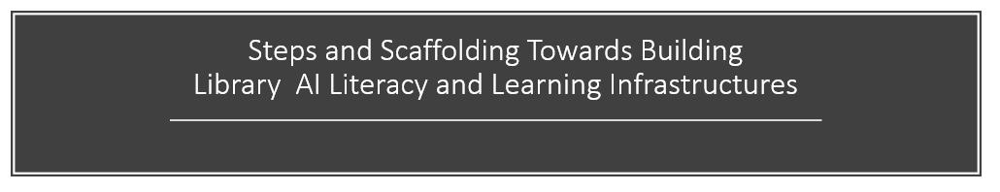 Steps and Scaffolding Towards Building
Library  AI Literacy and Learning Infrastructures